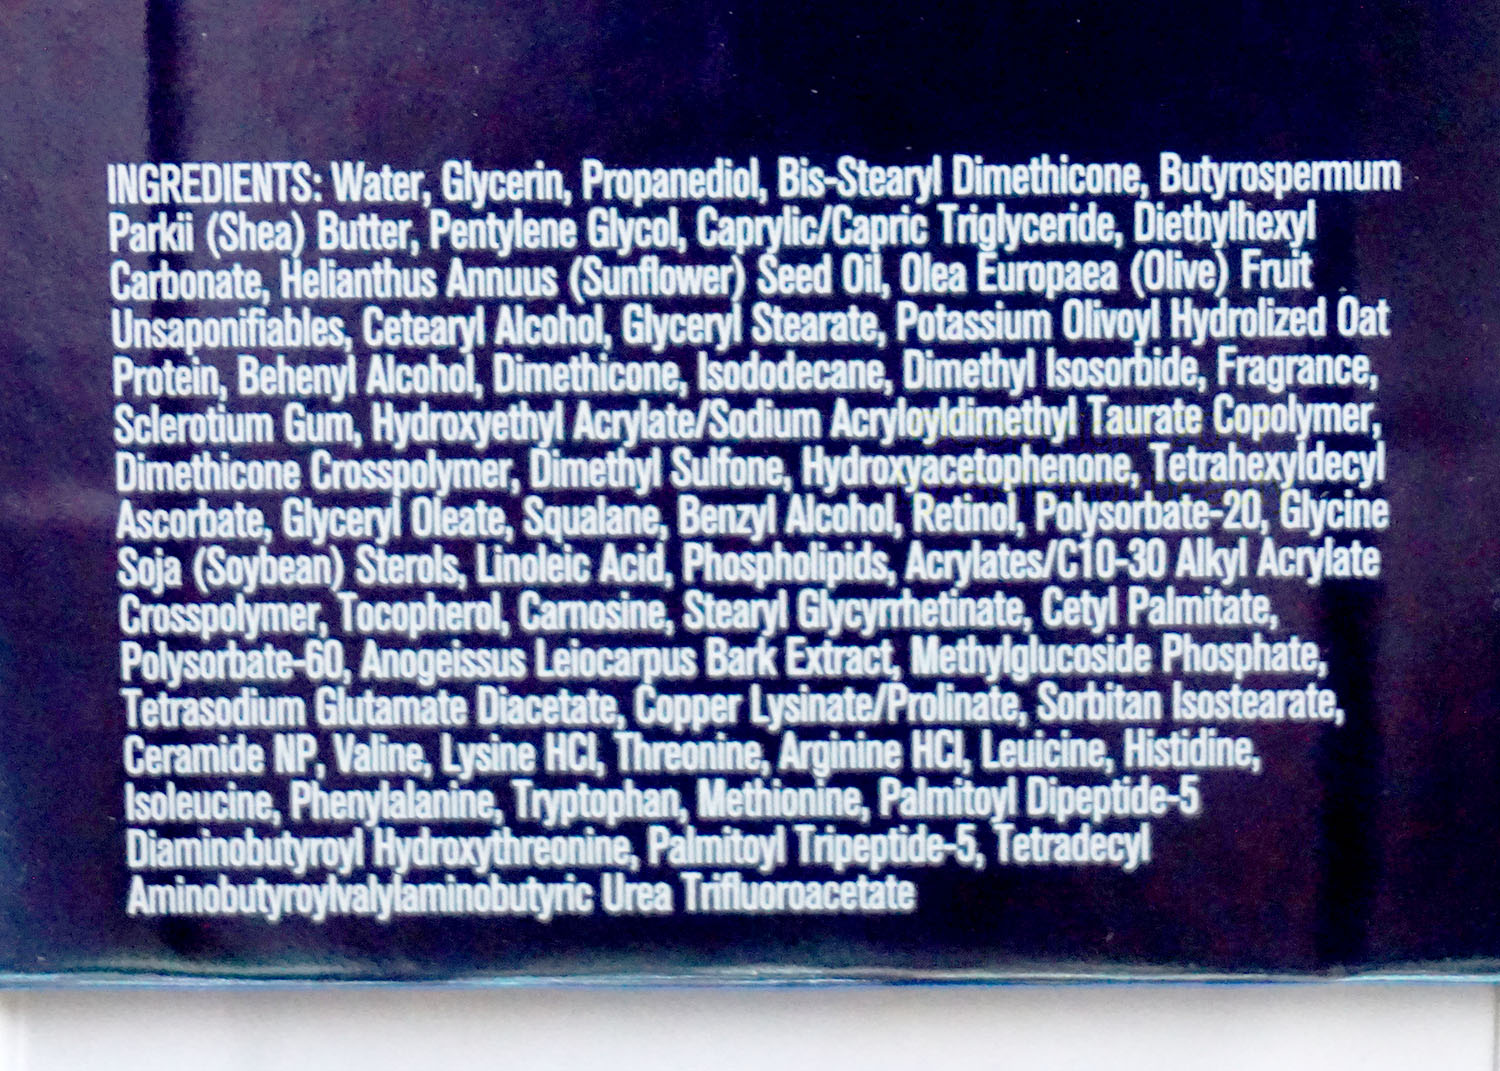 INGREDIENTS: Water, Glycerin, Propanediol, Bis-Stearyl Dimethicone, Butyrospermum
Parkii (Shea) Butter, Pentylene Glycol, Caprylic/Capric Triglyceride, Diethylhexyl
Carbonate, Helianthus Annuus (Sunflower) Seed Oil, Olea Europaea (Olive) Fruit
Unsaponifiables, Cetearyl Alcohol, Glyceryl Stearate, Potassium Olivoyl Hydrolized Oat
Protein, Behenyl Alcohol, Dimethicone, Isododecane, Dimethyl Isosorbide, Fragrance,
Sclerotium Gum, Hydroxyethyl Acrylate/Sodium Acryloyldimethyl Taurate Copolymer,
Dimethicone Crosspolymer, Dimethyl Sulfone, Hydroxyacetophenone, Tetrahexyldecyl
Ascorbate, Glyceryl Oleate, Squalane, Benzyl Alcohol, Retinol, Polysorbate-20, Glycine
Soja (Soybean) Sterols, Linoleic Acid, Phospholipids, Acrylates/C10-30 Alkyl Acrylate
Crosspolymer, Tocopherol, Carnosine, Stearyl Glycyrrhetinate, Cetyl Palmitate,
Polysorbate-60, Anogeissus Leiocarpus Bark Extract, Methylglucoside Phosphate,
Tetrasodium Glutamate Diacetate, Copper Lysinate/Prolinate, Sorbitan Isostearate,
Ceramide NP, Valine, Lysine HCl, Threonine, Arginine HCl, Leuicine, Histidine,
Isoleucine, Phenylalanine, Tryptophan, Methionine, Palmitoyl Dipeptide-5
Diaminobutyroyl Hydroxythreonine, Palmitoyl Tripeptide-5, Tetradecyl
Aminobutyroylvalylaminobutyric Urea Trifluoroacetate